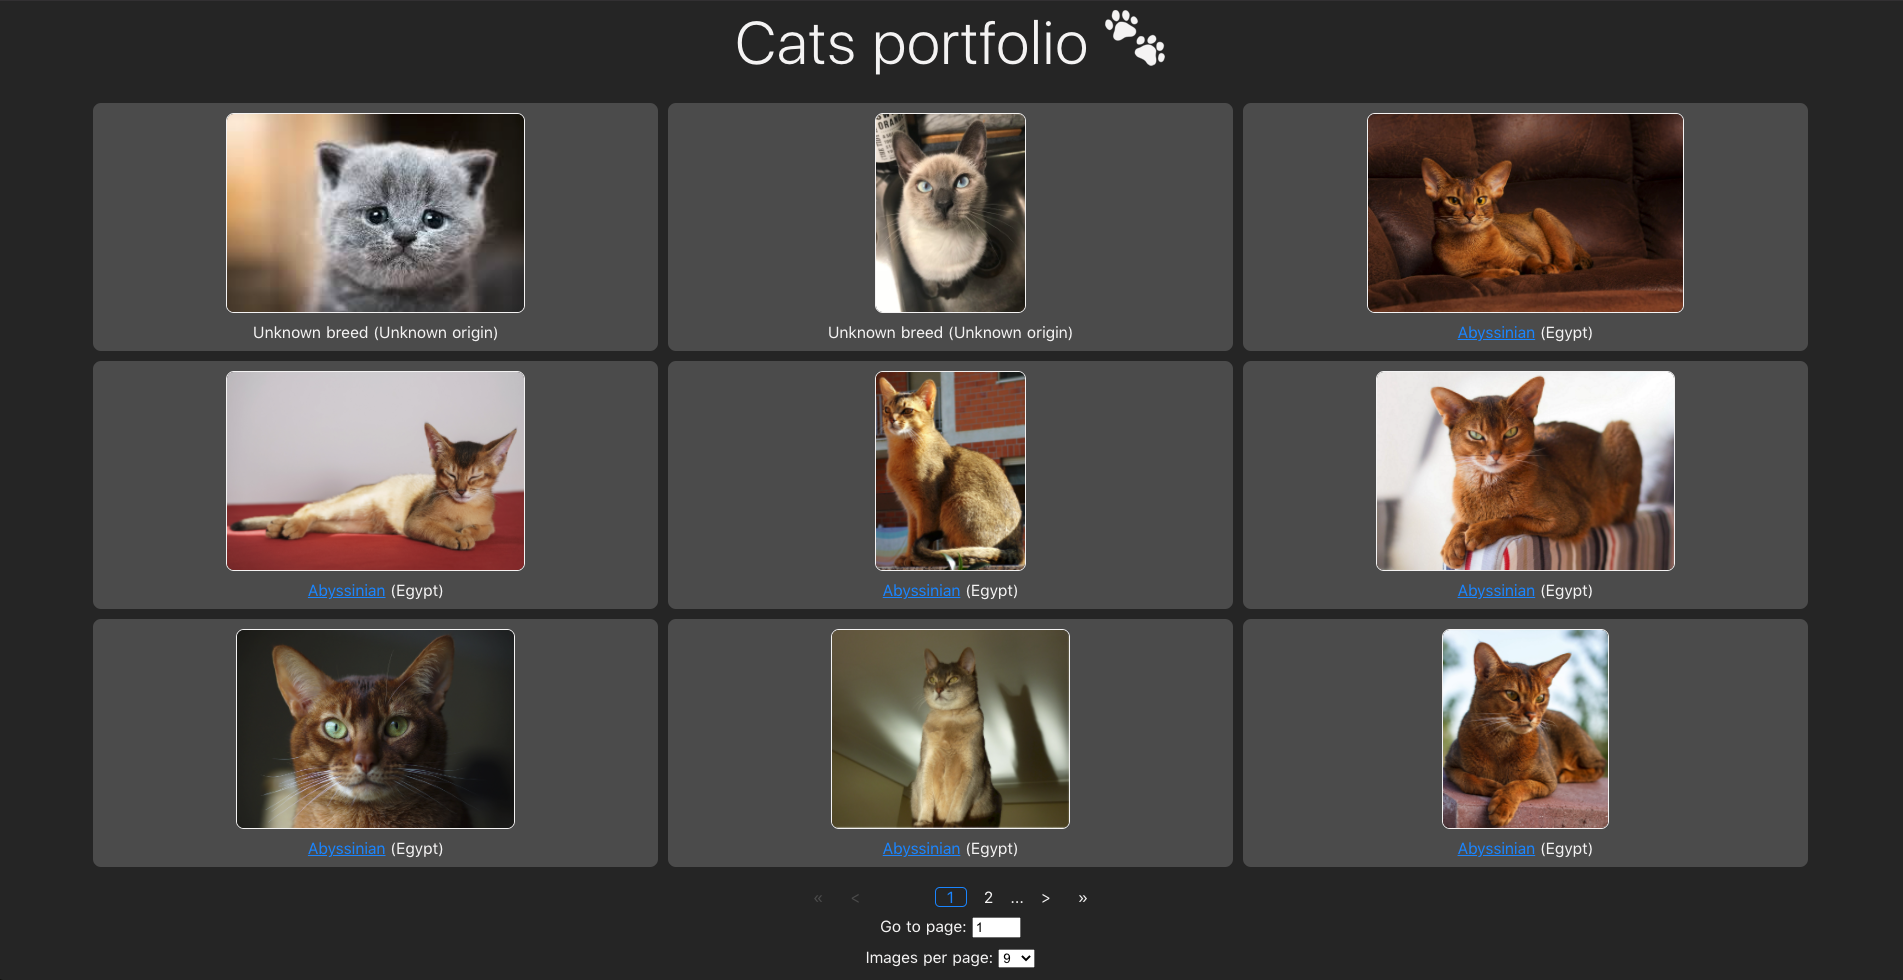 Cats portfolio
ORAN
Unknown breed (Unknown origin)
Unknown breed (Unknown origin)
Abyssinian (Egypt)
Abyssinian (Egypt)
Abyssinian (Egypt)
Abyssinian (Egypt)
Abyssinian (Egypt)
Abyssinian (Egypt)
Abyssinian (Egypt)
« < 1 2 ... > »
Go to page: 1
Images per page: 9